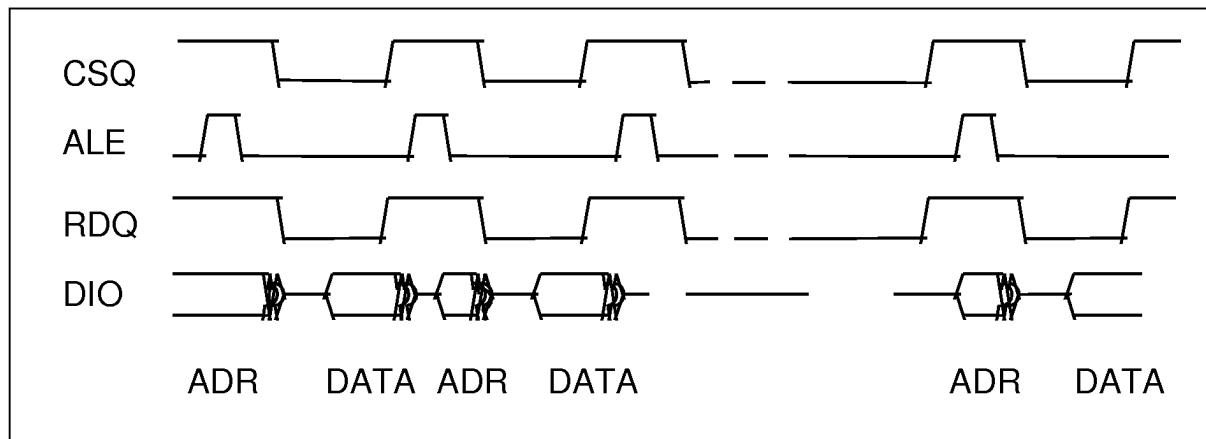 CSQ
ALE
RDQ
DIO
ADR DATA ADR DATA ADR DATA